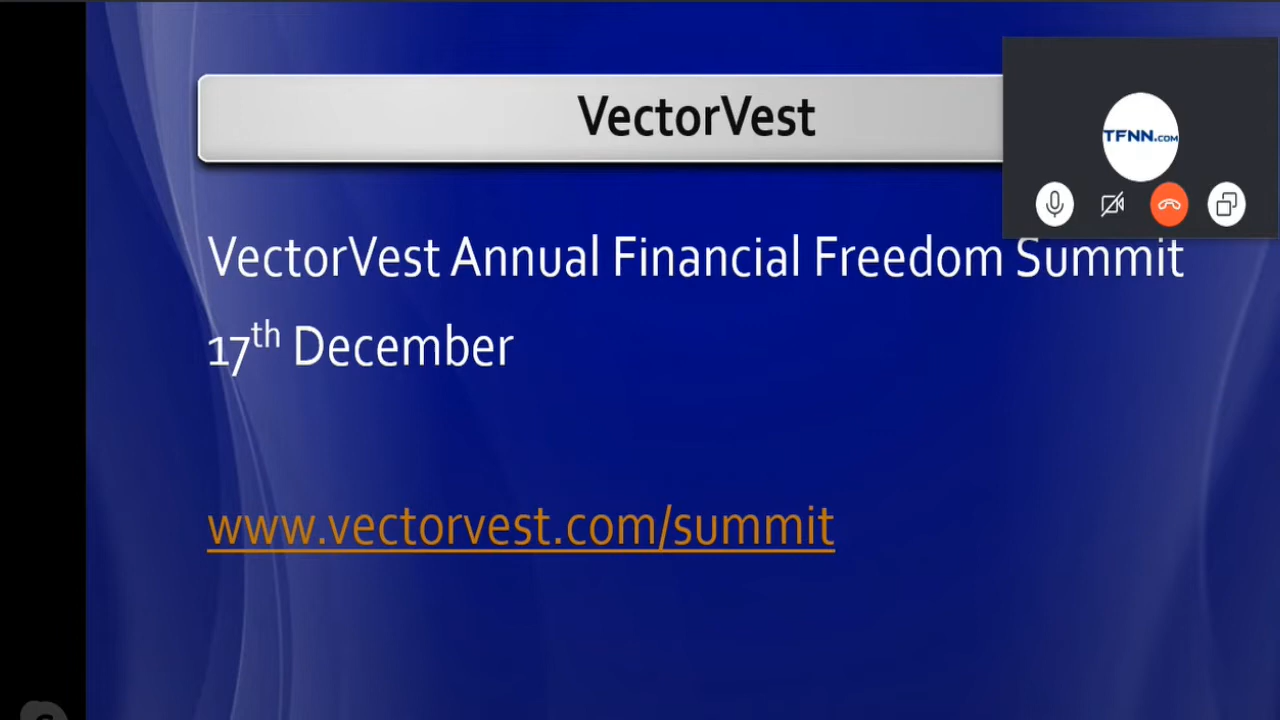 VectorVest
TFNN.COM
VectorVest Annual Financial Freedom Summit
17th December
www.vectorvest.com/summit